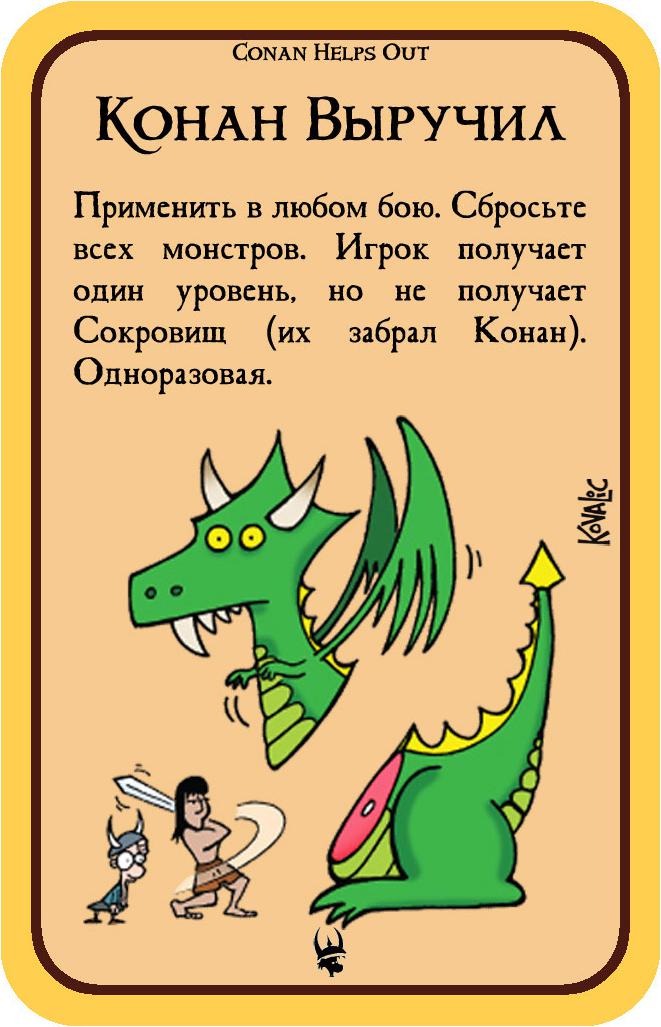 Conan Helps Out
Конан Выручил
Применить в любом бою. Сбросьте
всех монстров. Игрок получает
один уровень, но не получает
Сокровищ (их забрал Конан).
Одноразовая.
Kovalic